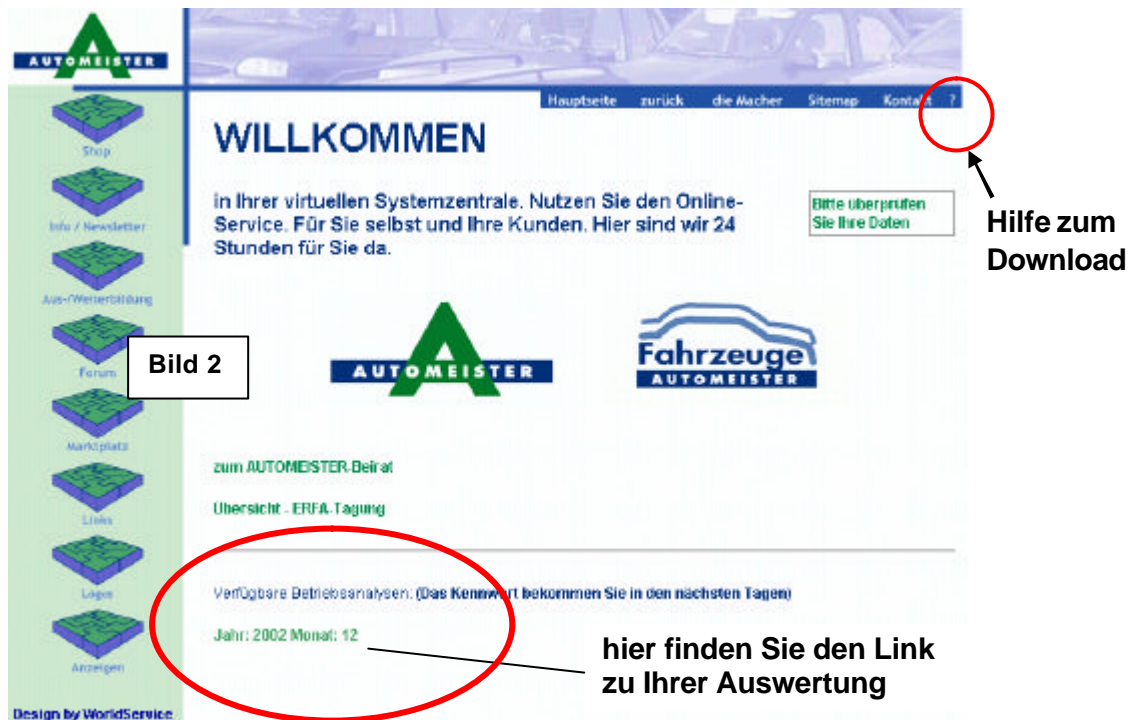 A
AUTOMEISTER
Hauptseite zurück die Macher Sitemap Kontakt ?
Shop
Info / Newsletter
Aus-/Weiterbildung
Forum
Marktplatz
Links
Logos
Anzeigen
Design by WorldService
WILLKOMMEN
in Ihrer virtuellen Systemzentrale. Nutzen Sie den Online-
Service. Für Sie selbst und Ihre Kunden. Hier sind wir 24
Stunden für Sie da.
Bitte überprüfen
Sie Ihre Daten
Hilfe zum
Download
Bild 2
A
AUTOMEISTER
Fahrzeuge
AUTOMEISTER
zum AUTOMEISTER-Beirat
Übersicht - ERFA-Tagung
Verfügbare Betriebsanalysen: (Das Kennwort bekommen Sie in den nächsten Tagen)
Jahr: 2002 Monat: 12
hier finden Sie den Link
zu Ihrer Auswertung